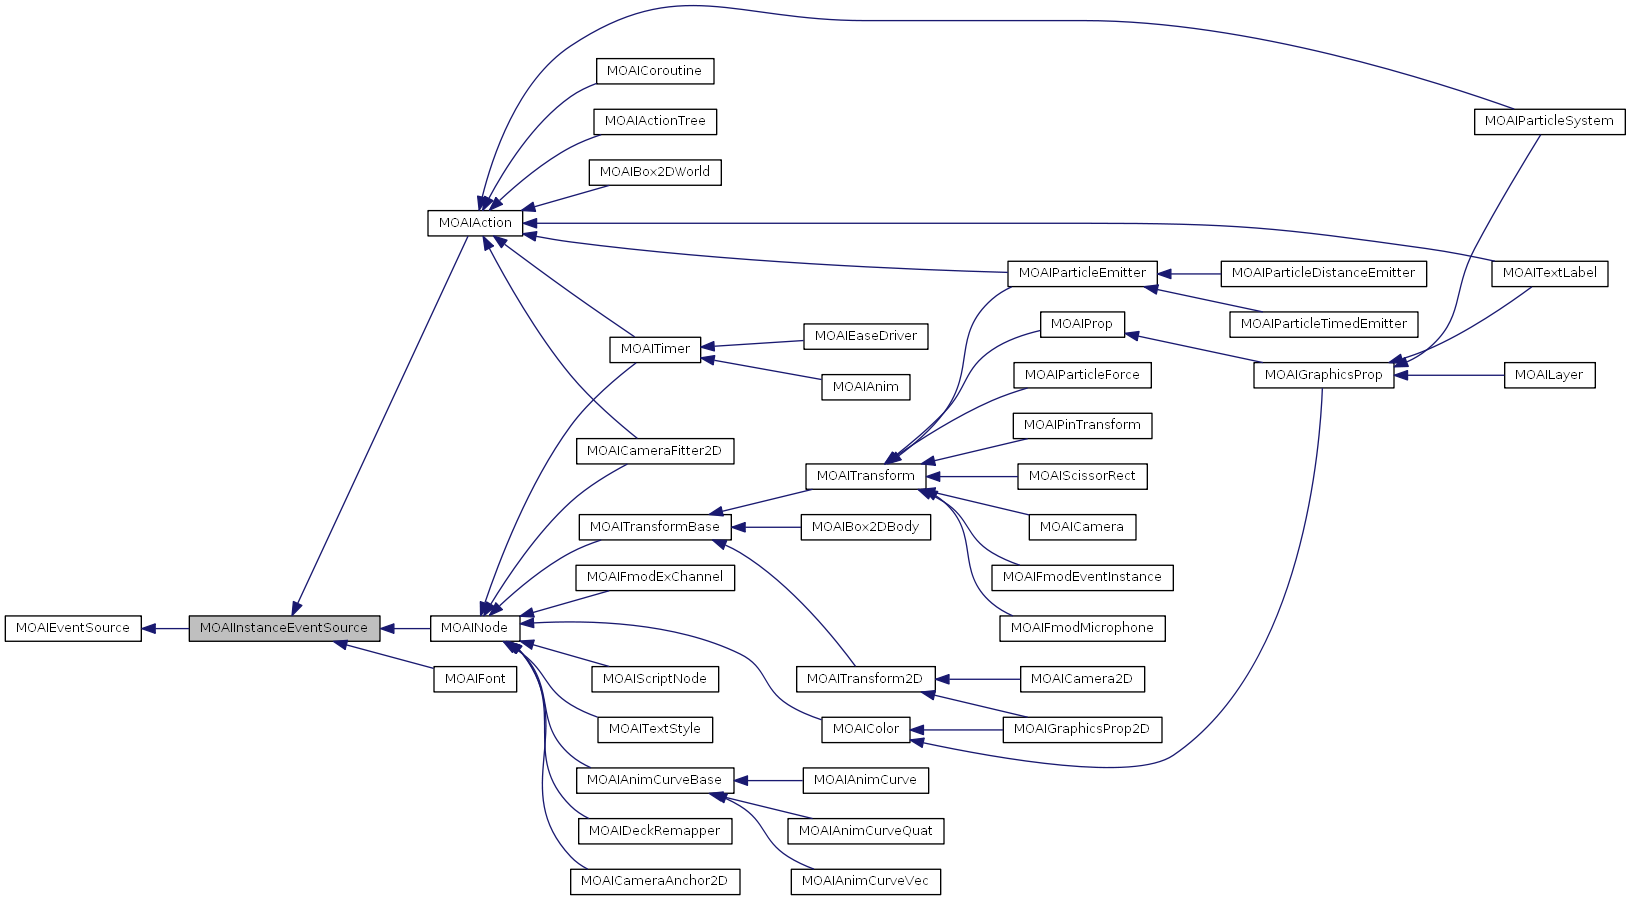 MOAICoroutine
MOAIActionTree
MOAIParticleSystem
MOAIBox2DWorld
MOAIAction
MOAIParticleEmitter
MOAIParticleDistanceEmitter
MOAITextLabel
MOAIProp
MOAIParticleTimedEmitter
MOAIEaseDriver
MOAITimer
MOAIParticleForce
MOAIGraphicsProp
MOAILayer
MOAIAnim
MOAIPinTransform
MOAICameraFitter2D
MOAITransform
MOAIScissorRect
MOAITransformBase
MOAIBox2DBody
MOAICamera
MOAIFmodExChannel
MOAIFmodEventInstance
MOAIEventSource
MOAIInstanceEventSource
MOAINode
MOAIFmodMicrophone
MOAIFont
MOAIScriptNode
MOAITransform2D
MOAICamera2D
MOAITextStyle
MOAIColor
MOAIGraphicsProp2D
MOAIAnimCurveBase
MOAIAnimCurve
MOAIDeckRemapper
MOAIAnimCurveQuat
MOAICameraAnchor2D
MOAIAnimCurveVec